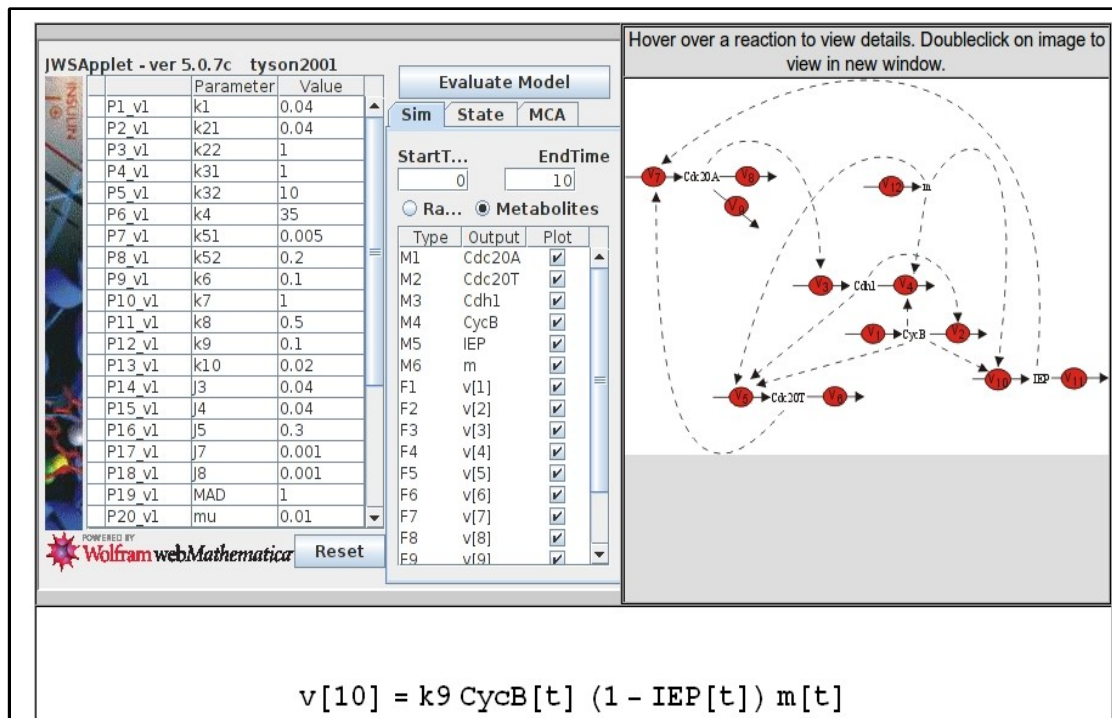 Hover over a reaction to view details. Doubleclick on image to
view in new window.
JWSApplet - ver 5.0.7c tyson2001
INSULIN
Parameter Value
P1_v1 k1 0.04
P2_v1 k21 0.04
P3_v1 k22 1
P4_v1 k31 1
P5_v1 k32 10
P6_v1 k4 35
P7_v1 k51 0.005
P8_v1 k52 0.2
P9_v1 k6 0.1
P10_v1 k7 1
P11_v1 k8 0.5
P12_v1 k9 0.1
P13_v1 k10 0.02
P14_v1 J3 0.04
P15_v1 J4 0.04
P16_v1 J5 0.3
P17_v1 J7 0.001
P18_v1 J8 0.001
P19_v1 MAD 1
P20_v1 mu 0.01
POWERED BY
Wolfram webMathematica
Reset
Evaluate Model
Sim State MCA
StartT... EndTime
0 10
Ra... Metabolites
Type Output Plot
M1 Cdc20A
M2 Cdc20T
M3 Cdh1
M4 CycB
M5 IEP
M6 m
F1 v[1]
F2 v[2]
F3 v[3]
F4 v[4]
F5 v[5]
F6 v[6]
F7 v[7]
F8 v[8]
F9 v[9]
V7 Cdc20A V8
V12 m
V9
V3 Cdh1 V4
V1 CycB V2
V10 IEP V11
V5 Cdc20T V6
v[10] = k9 CycB[t] (1 - IEP[t]) m[t]